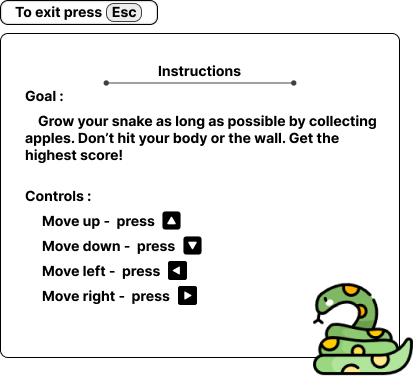 To exit press Esc
Instructions
Goal :
Grow your snake as long as possible by collecting
apples. Don’t hit your body or the wall. Get the
highest score!
Controls :
Move up - press ▲
Move down - press ▼
Move left - press ◀
Move right - press ▶